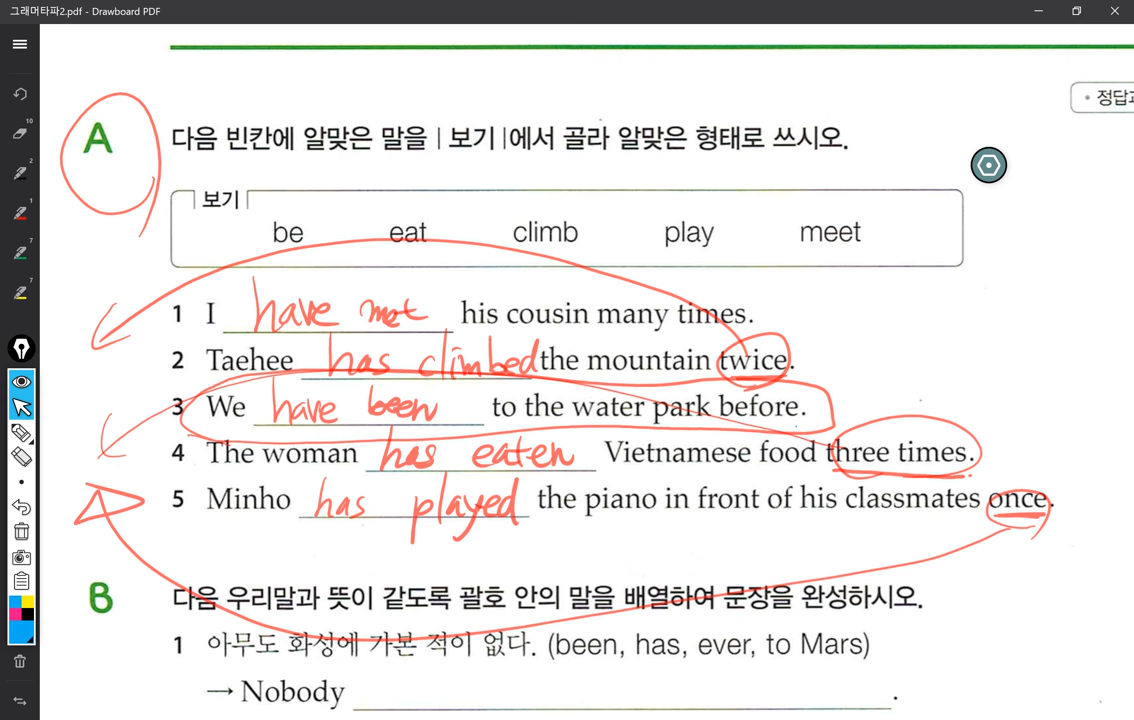 그래머타파2.pdf - Drawboard PDF
• 정답
A 다음 빈칸에 알맞은 말을 |보기|에서 골라 알맞은 형태로 쓰시오.
보기
be eat climb play meet
1 I have met his cousin many times.
2 Taehee has climbed the mountain twice.
3 We have been to the water park before.
4 The woman has eaten Vietnamese food three times.
5 Minho has played the piano in front of his classmates once.
B 다음 우리말과 뜻이 같도록 괄호 안의 말을 배열하여 문장을 완성하시오.
1 아무도 화성에 가본 적이 없다. (been, has, ever, to Mars)
→ Nobody .
10
2
1
7
7